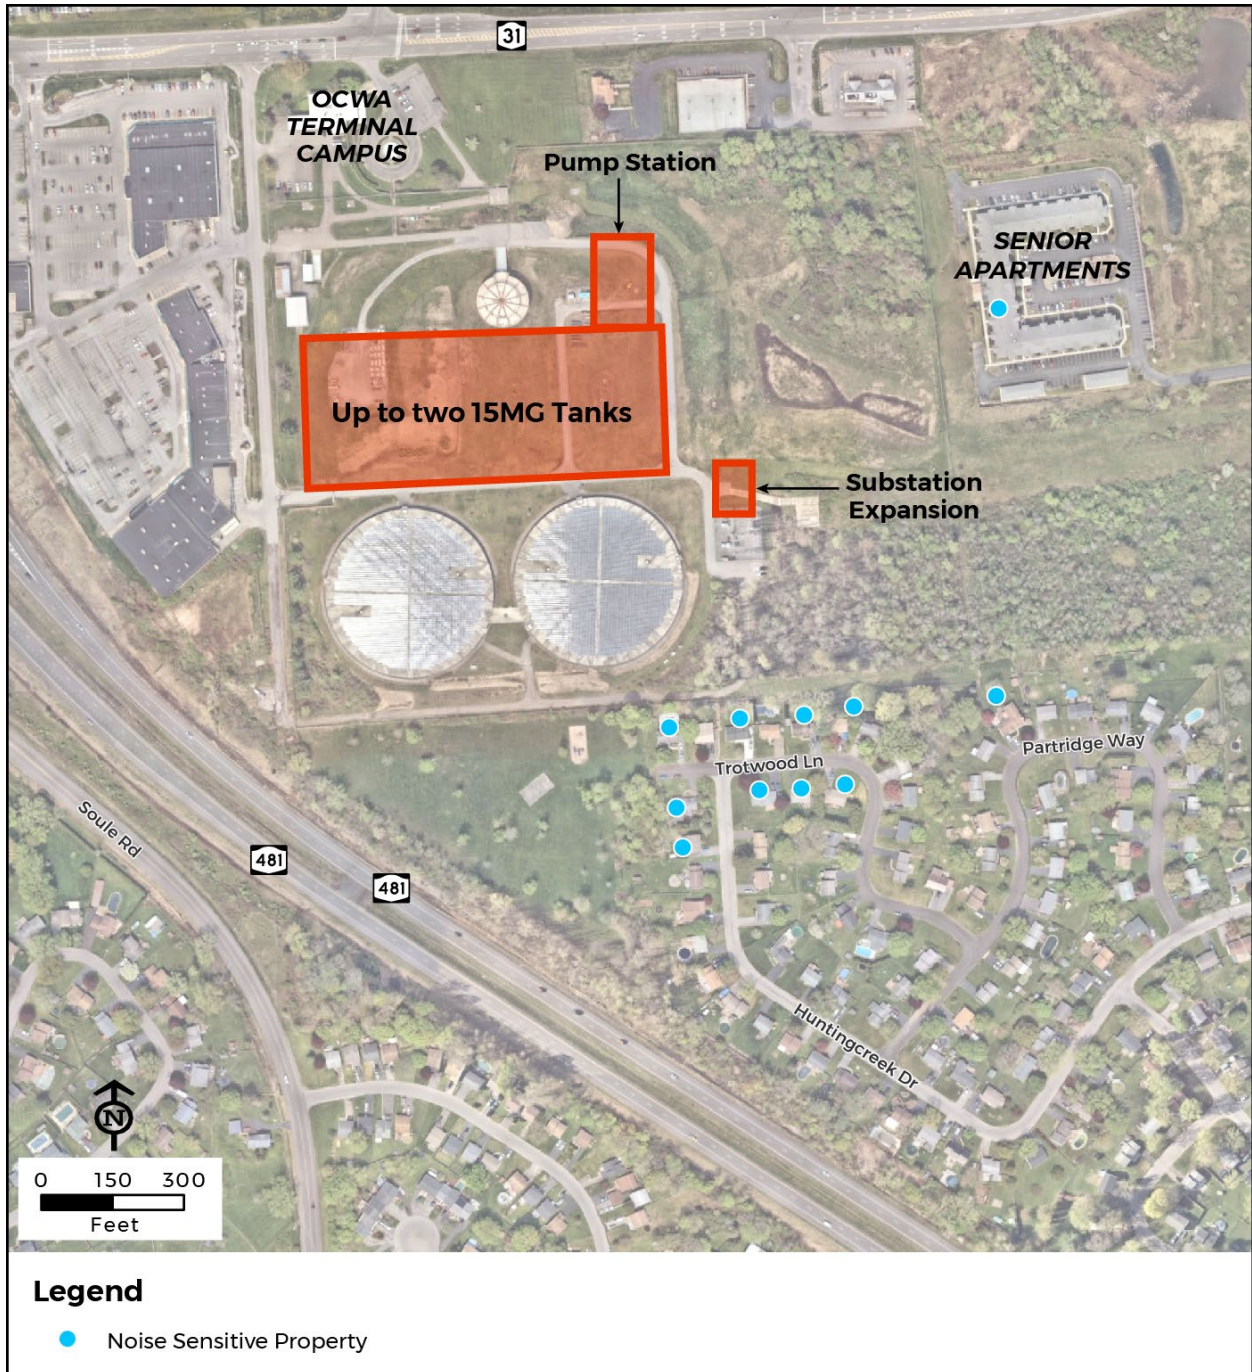 31
OCWA
TERMINAL
CAMPUS
Pump Station
SENIOR
APARTMENTS
Up to two 15MG Tanks
Substation
Expansion
Partridge Way
Trotwood Ln
Soule Rd
481
481
Huntingcreek Dr
N
0 150 300
Feet
Legend
Noise Sensitive Property